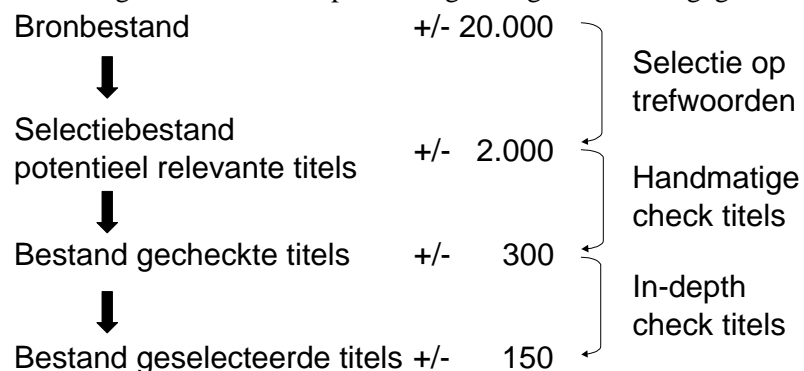 Bronbestand +/- 20.000
Selectie op
trefwoorden
Selectiebestand
potentieel relevante titels +/- 2.000
Handmatige
check titels
Bestand gecheckte titels +/- 300
In-depth
check titels
Bestand geselecteerde titels +/- 150